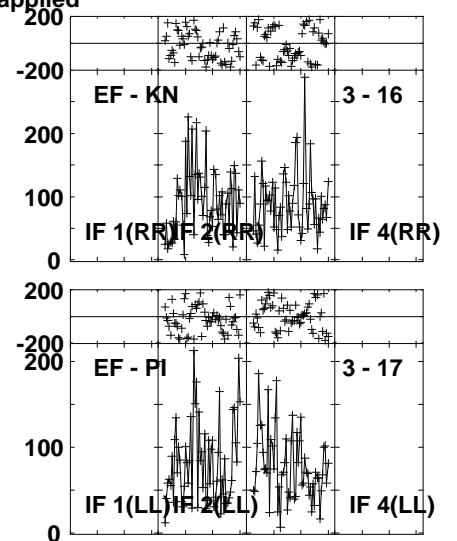 applied
200
-200
EF - KN 3 - 16
200
100
IF 1(RR) IF 2(RR) IF 4(RR)
0
200
-200
EF - PI 3 - 17
200
100
IF 1(LL) IF 2(LL) IF 4(LL)
0